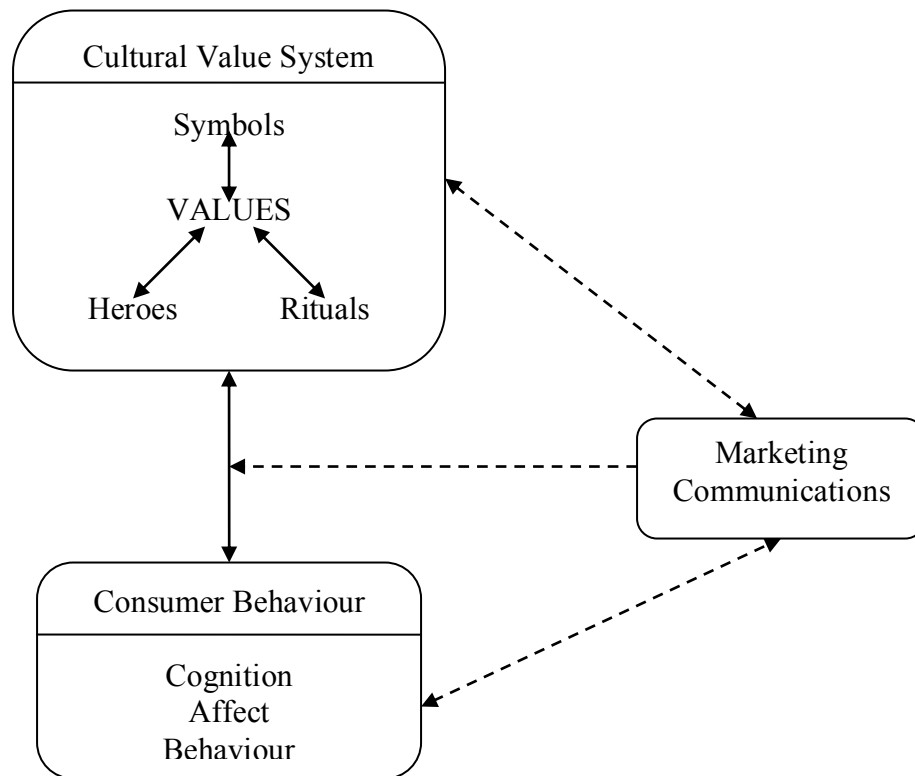 Cultural Value System
Symbols
VALUES
Heroes Rituals
Marketing
Communications
Consumer Behaviour
Cognition
Affect
Behaviour